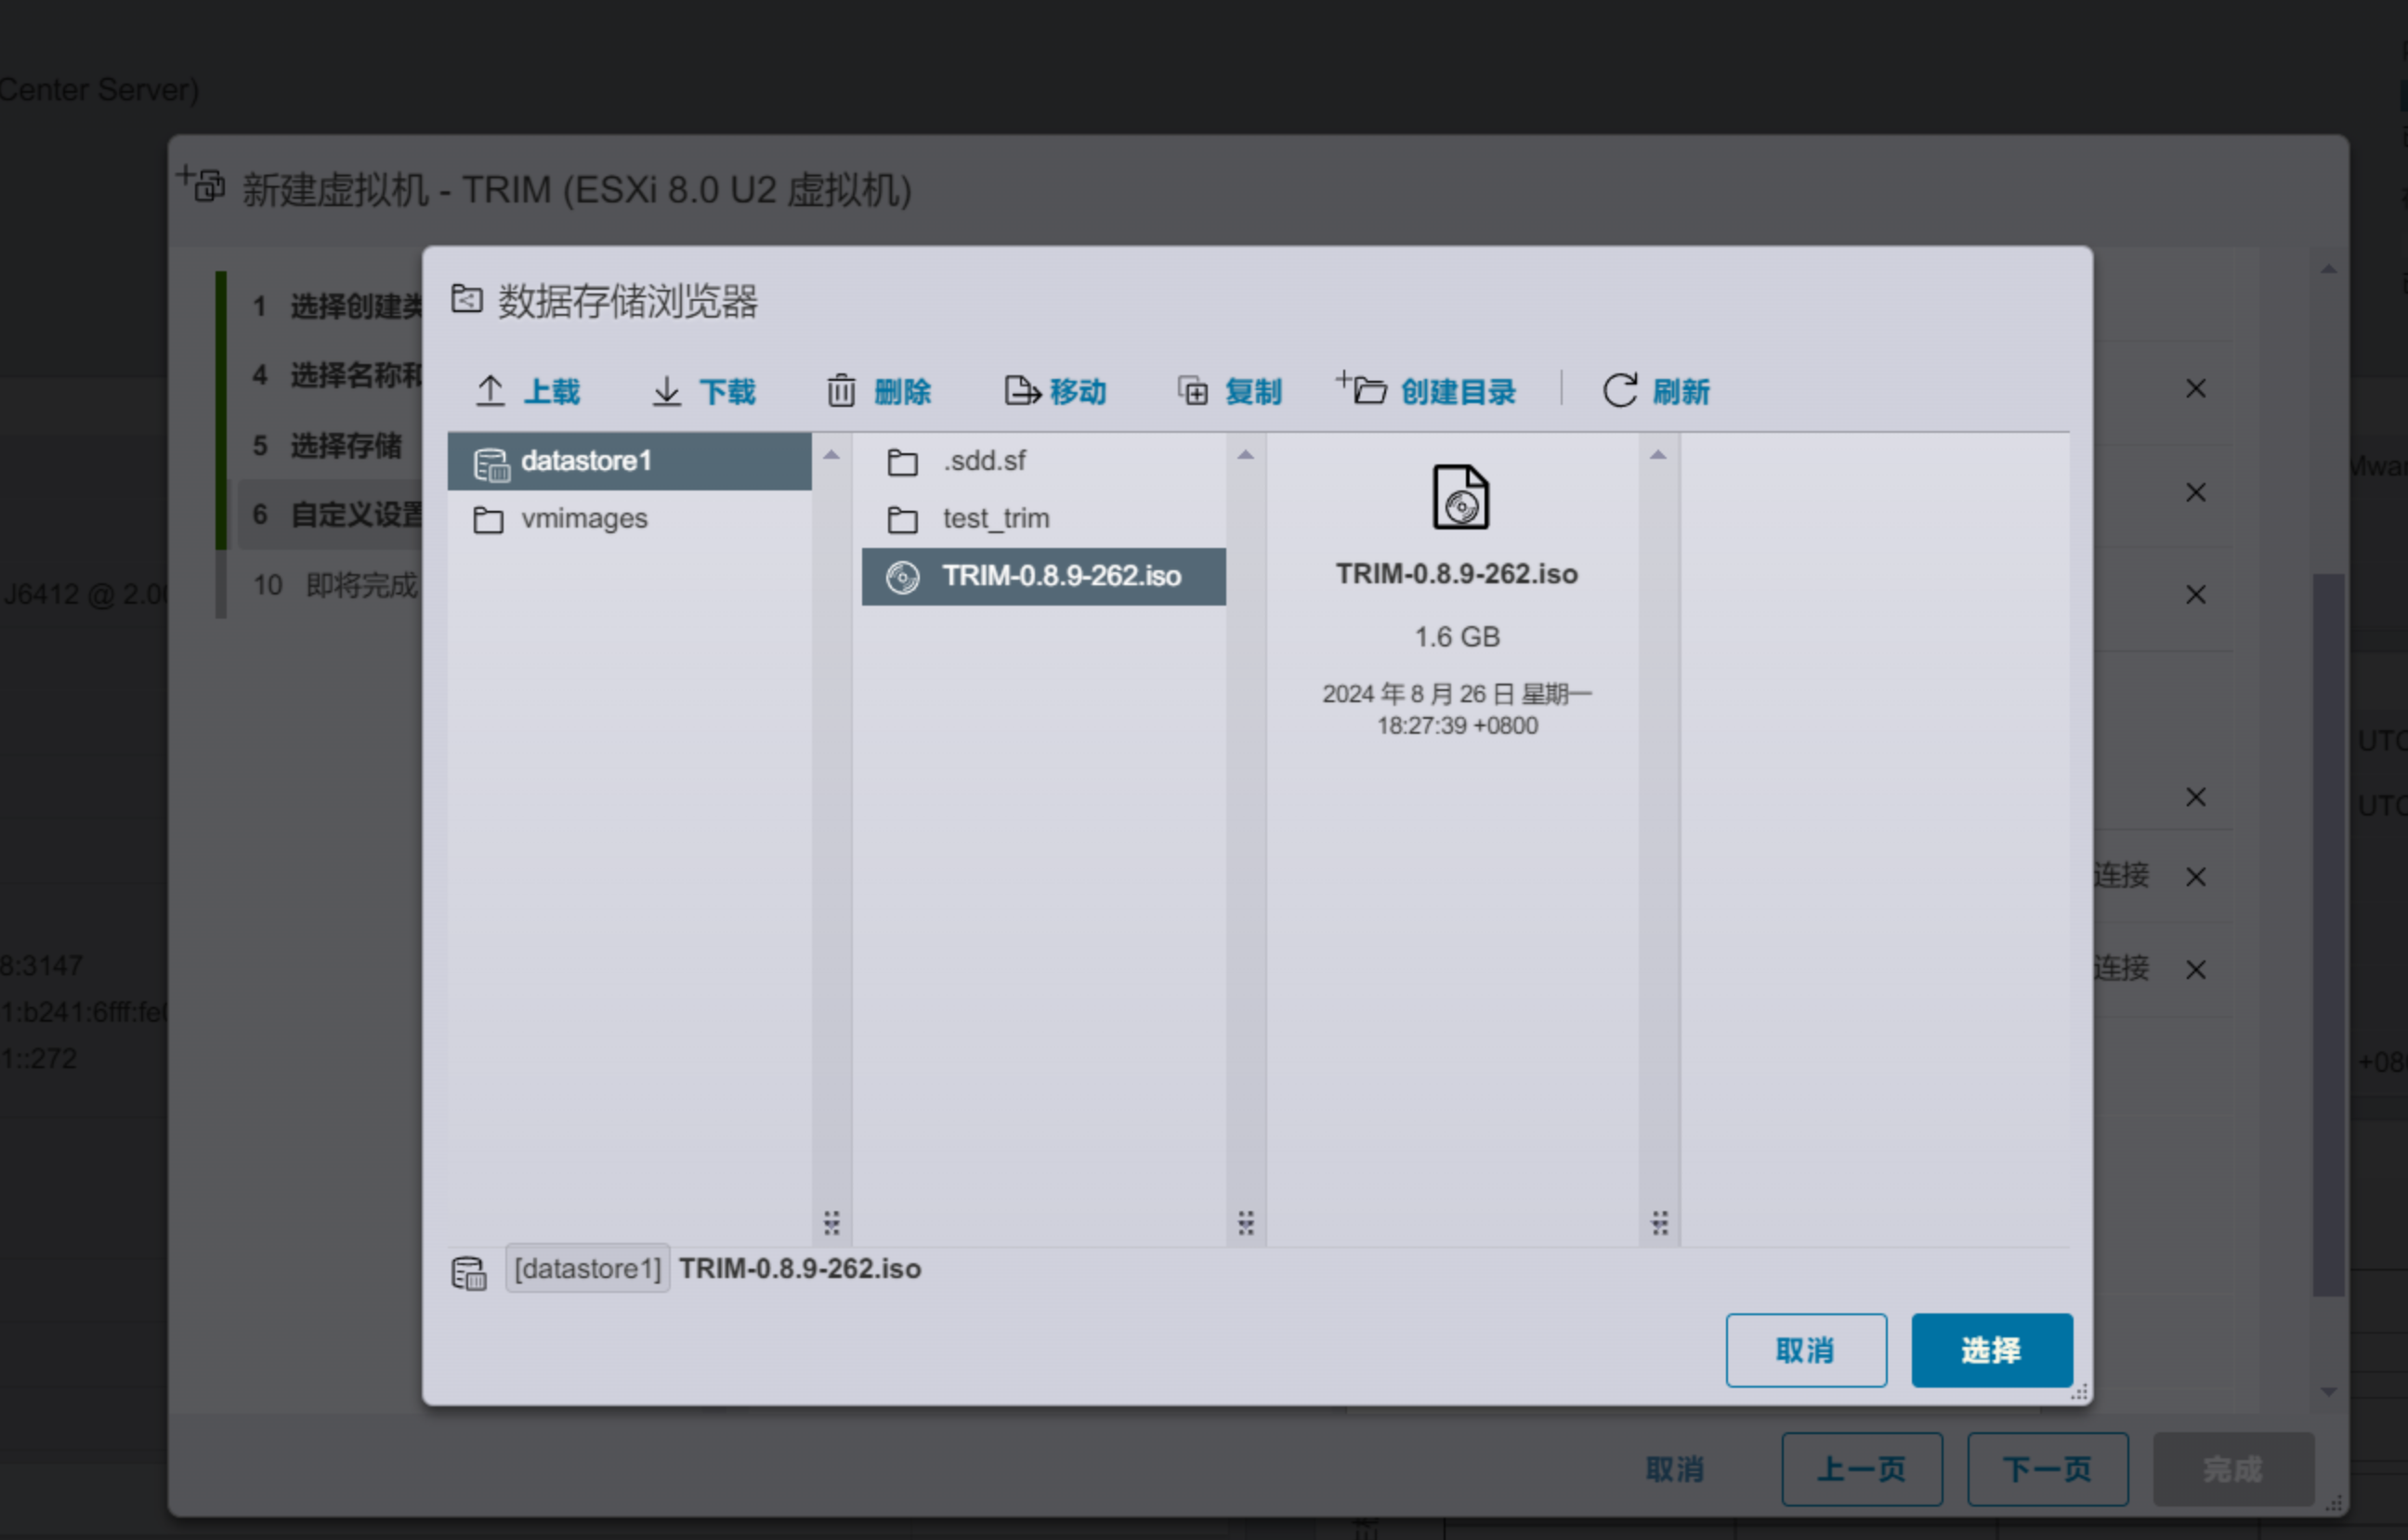 Center Server)
新建虚拟机 - TRIM (ESXi 8.0 U2 虚拟机)
1 选择创建类
4 选择名称和
5 选择存储
6 自定义设置
10 即将完成
数据存储浏览器
上载 下载 删除 移动 复制 创建目录 刷新
datastore1
vmimages
.sdd.sf
test_trim
TRIM-0.8.9-262.iso
TRIM-0.8.9-262.iso
1.6 GB
2024 年 8 月 26 日 星期一
18:27:39 +0800
[datastore1] TRIM-0.8.9-262.iso
取消 选择
J6412 @ 2.0
8:3147
1:b241:6fff:fe
1::272
连接
连接
UTC
UTC
+08
取消 上一页 下一页 完成